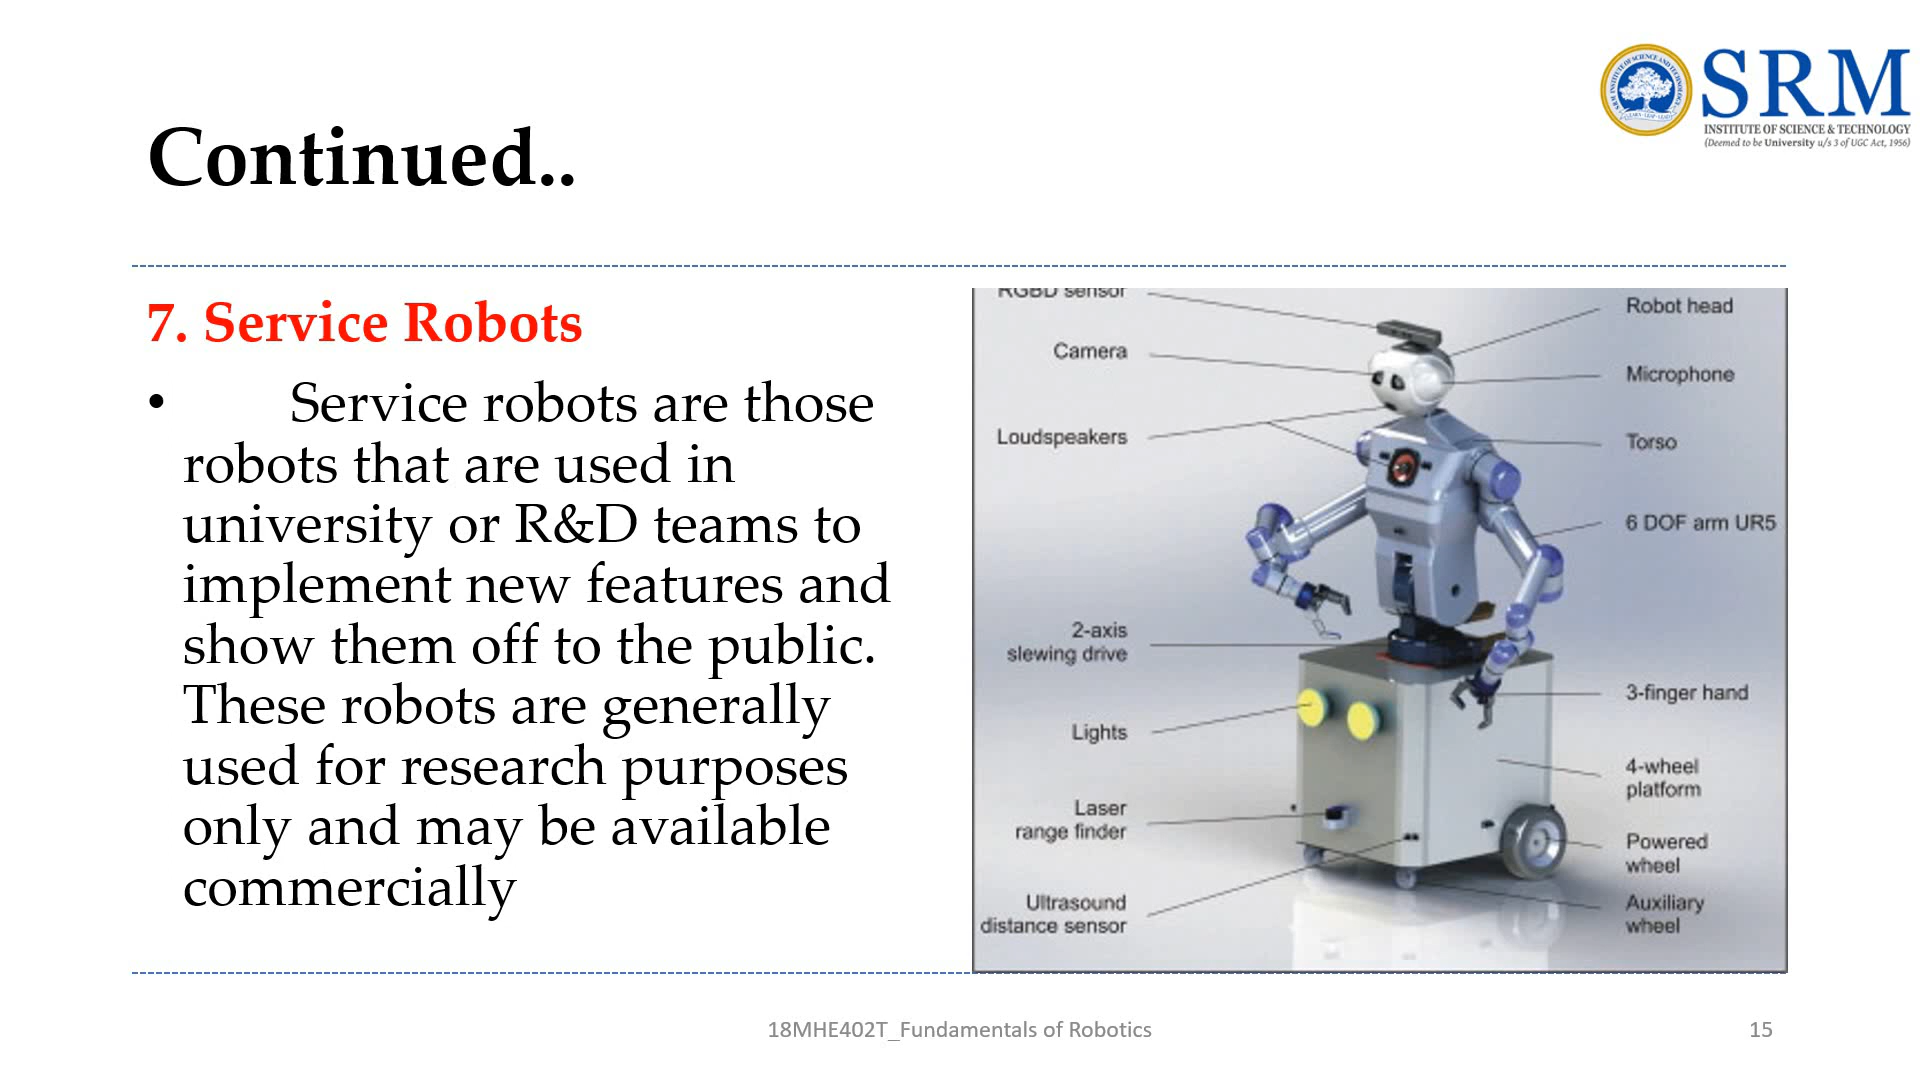 SRM
INSTITUTE OF SCIENCE & TECHNOLOGY
(Deemed to be University u/s 3 of UGC Act, 1956)
Continued..
7. Service Robots
• Service robots are those
robots that are used in
university or R&D teams to
implement new features and
show them off to the public.
These robots are generally
used for research purposes
only and may be available
commercially
RGBD sensor
Camera
Loudspeakers
2-axis
slewing drive
Lights
Laser
range finder
Ultrasound
distance sensor
Robot head
Microphone
Torso
6 DOF arm UR5
3-finger hand
4-wheel
platform
Powered
wheel
Auxiliary
wheel
18MHE402T_Fundamentals of Robotics
15